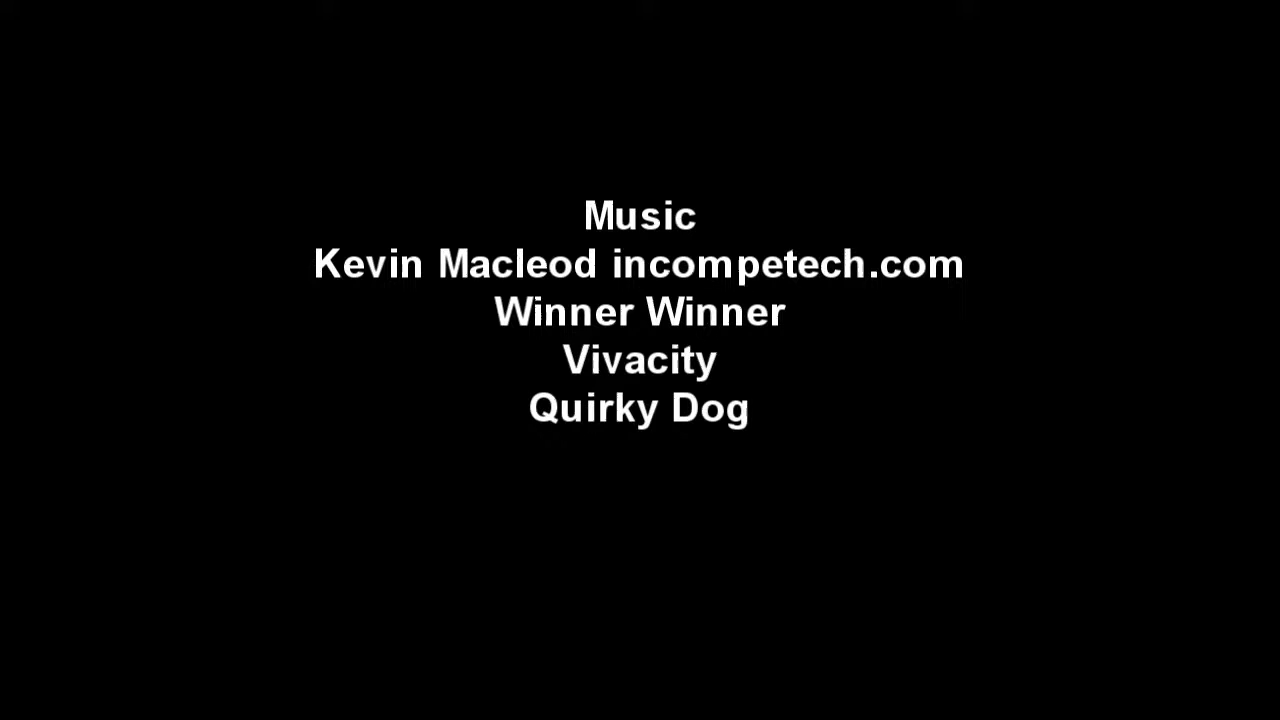 Music
Kevin Macleod incompetech.com
Winner Winner
Vivacity
Quirky Dog